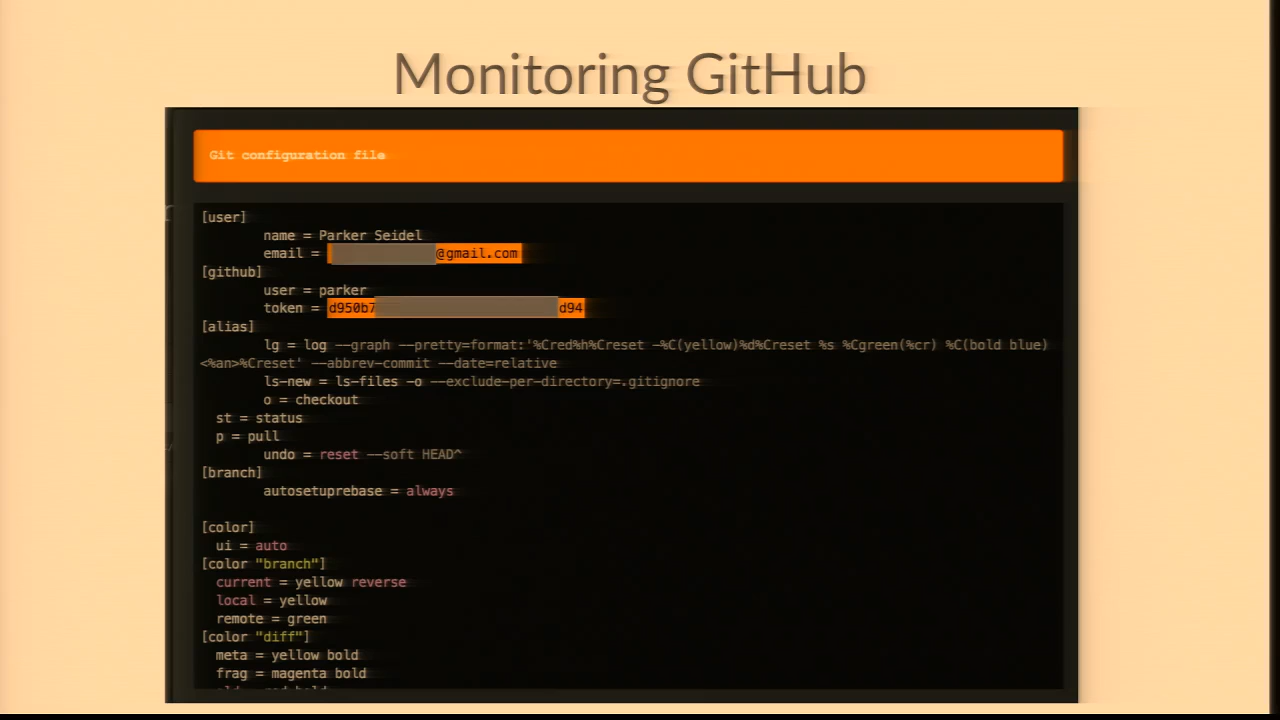 Monitoring GitHub
Git configuration file
[user]
name = Parker Seidel
email = @gmail.com
[github]
user = parker
token = d950b7 d94
[alias]
lg = log --graph --pretty=format:'%Cred%h%Creset -%C(yellow)%d%Creset %s %Cgreen(%cr) %C(bold blue)
<%an>%Creset' --abbrev-commit --date=relative
ls-new = ls-files -o --exclude-per-directory=.gitignore
o = checkout
st = status
p = pull
undo = reset --soft HEAD^
[branch]
autosetuprebase = always
[color]
ui = auto
[color "branch"]
current = yellow reverse
local = yellow
remote = green
[color "diff"]
meta = yellow bold
frag = magenta bold